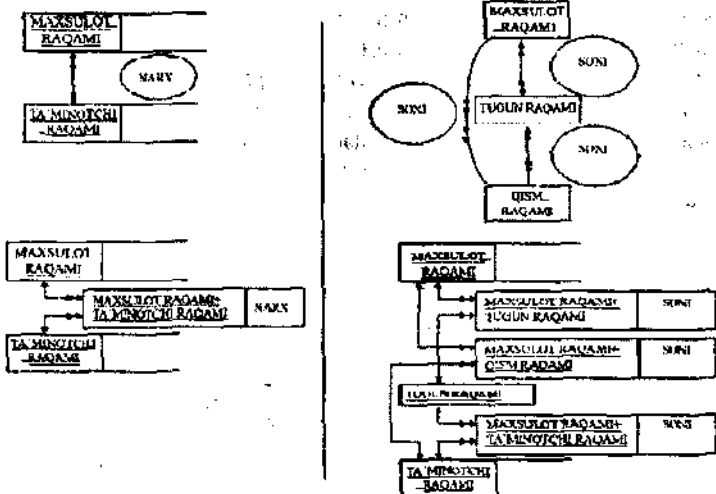 MAXSULOT
RAQAMI
NARX
TA'MINOTCHI
RAQAMI
MAXSULOT
RAQAMI
SONI
SONI
TUGUN RAQAMI
SONI
QISM
RAQAMI
MAXSULOT
RAQAMI
MAXSULOT RAQAMI+
TA'MINOTCHI RAQAMI
NARX
TA'MINOTCHI
RAQAMI
MAXSULOT
RAQAMI
MAXSULOT RAQAMI+
TUGUN RAQAMI
SONI
MAXSULOT RAQAMI+
QISM RAQAMI
SONI
TUGUN RAQAMI
MAXSULOT RAQAMI+
TA'MINOTCHI RAQAMI
SONI
TA'MINOTCHI
RAQAMI